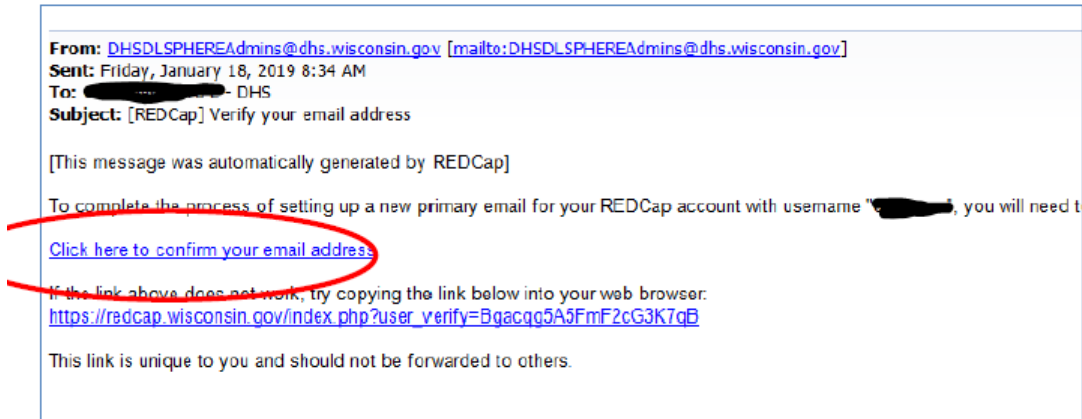 From: DHSDLSPHEREAdmins@dhs.wisconsin.gov [mailto:DHSDLSPHEREAdmins@dhs.wisconsin.gov]
Sent: Friday, January 18, 2019 8:34 AM
To: - DHS
Subject: [REDCap] Verify your email address
[This message was automatically generated by REDCap]
To complete the process of setting up a new primary email for your REDCap account with username "", you will need t
Click here to confirm your email address
If the link above does not work, try copying the link below into your web browser:
https://redcap.wisconsin.gov/index.php?user_verify=Bgacqg5A5FmF2cG3K7qB
This link is unique to you and should not be forwarded to others.